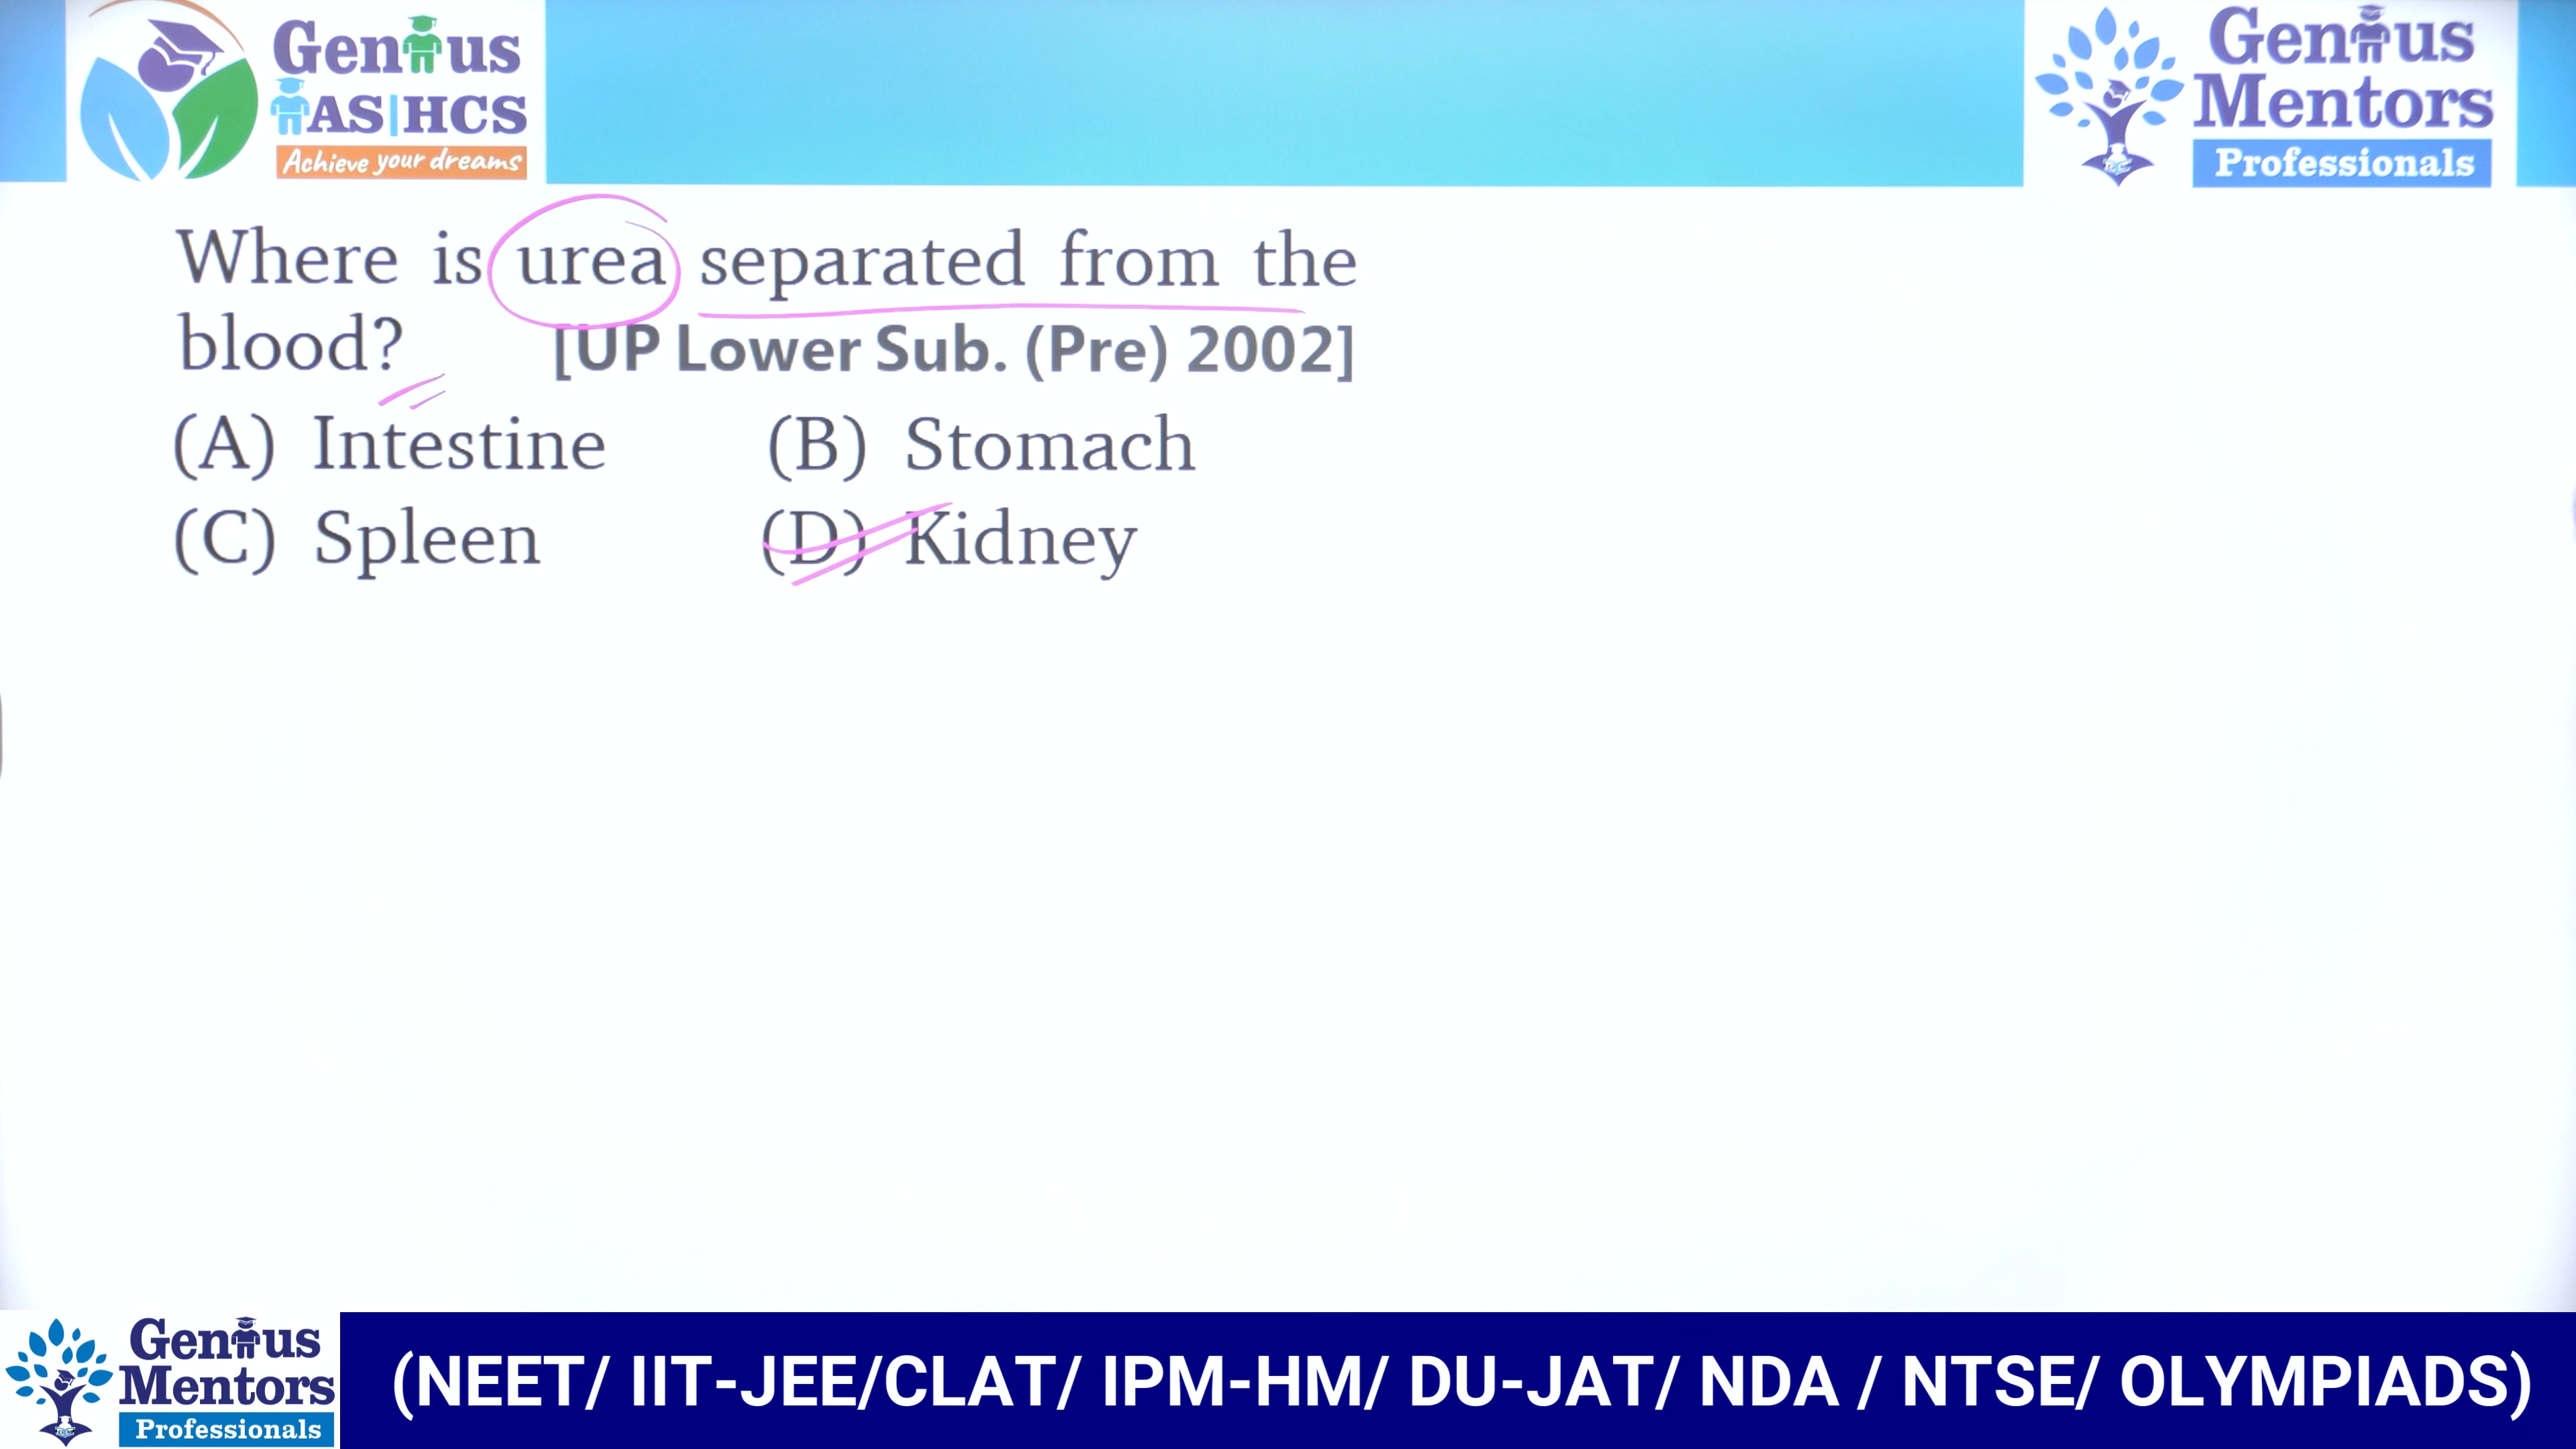 Genius
IAS|HCS
Achieve your dreams
Genius
Mentors
Professionals
Where is urea separated from the
blood? [UP Lower Sub. (Pre) 2002]
(A) Intestine (B) Stomach
(C) Spleen (D) Kidney
Genius
Mentors
Professionals
(NEET/ IIT-JEE/CLAT/ IPM-HM/ DU-JAT/ NDA / NTSE/ OLYMPIADS)